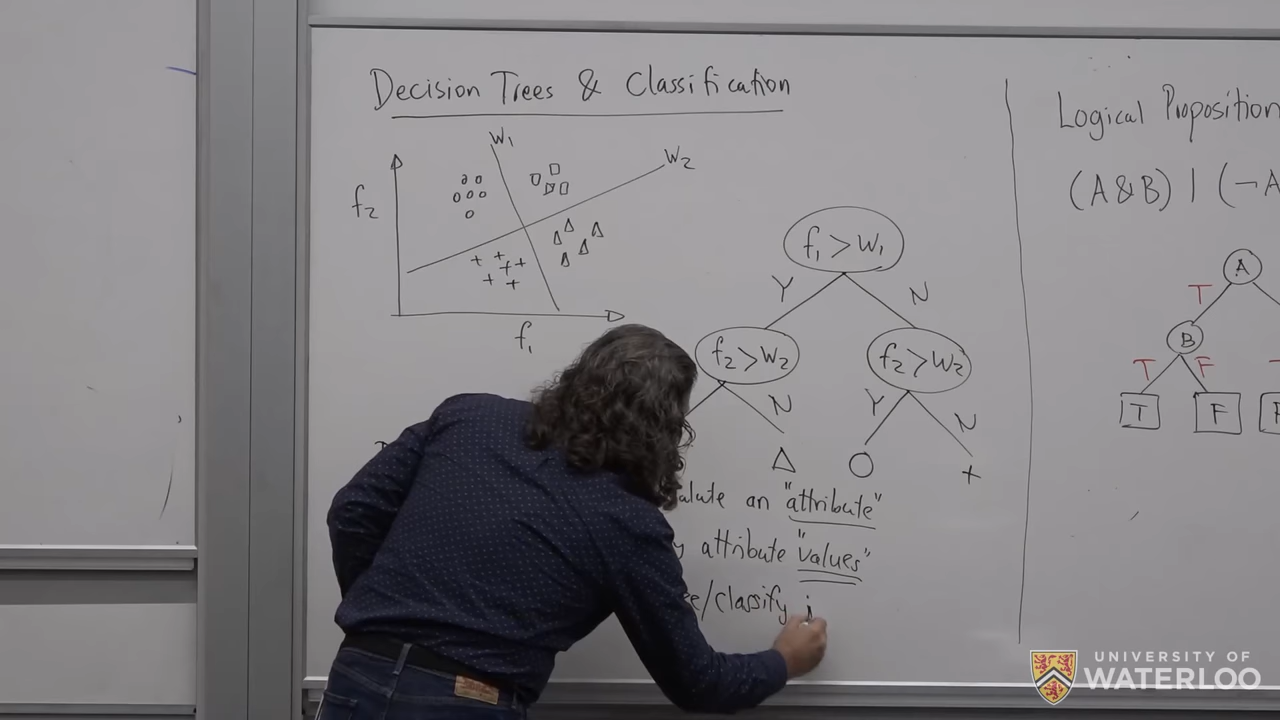 Decision Trees & Classification
W1
W2
f2
f1
f1 > W1
Y
N
f2 > W2
f2 > W2
N
Y
N
an "attribute"
attribute "values"
/classify
Logical Proposition
(A&B) | (¬A
A
T
B
T
F
T
F
UNIVERSITY OF
WATERLOO